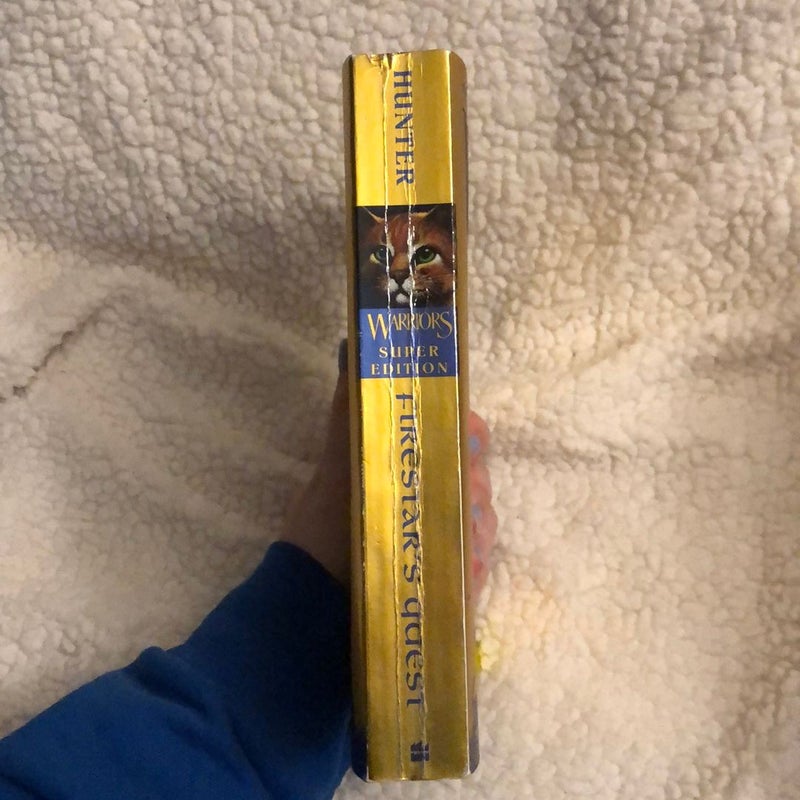 HUNTER
WARRIORS
SUPER
EDITION
FIRESTAR'S QUEST